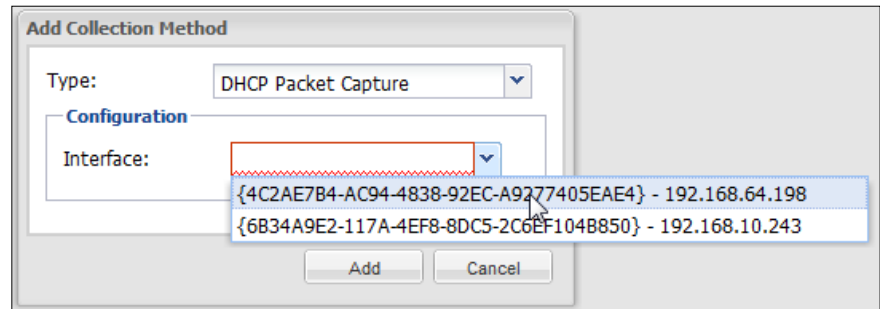 Add Collection Method
Type: DHCP Packet Capture
Configuration
Interface:
{4C2AE7B4-AC94-4838-92EC-A9277405EAE4} - 192.168.64.198
{6B34A9E2-117A-4EF8-8DC5-2C6EF104B850} - 192.168.10.243
Add Cancel